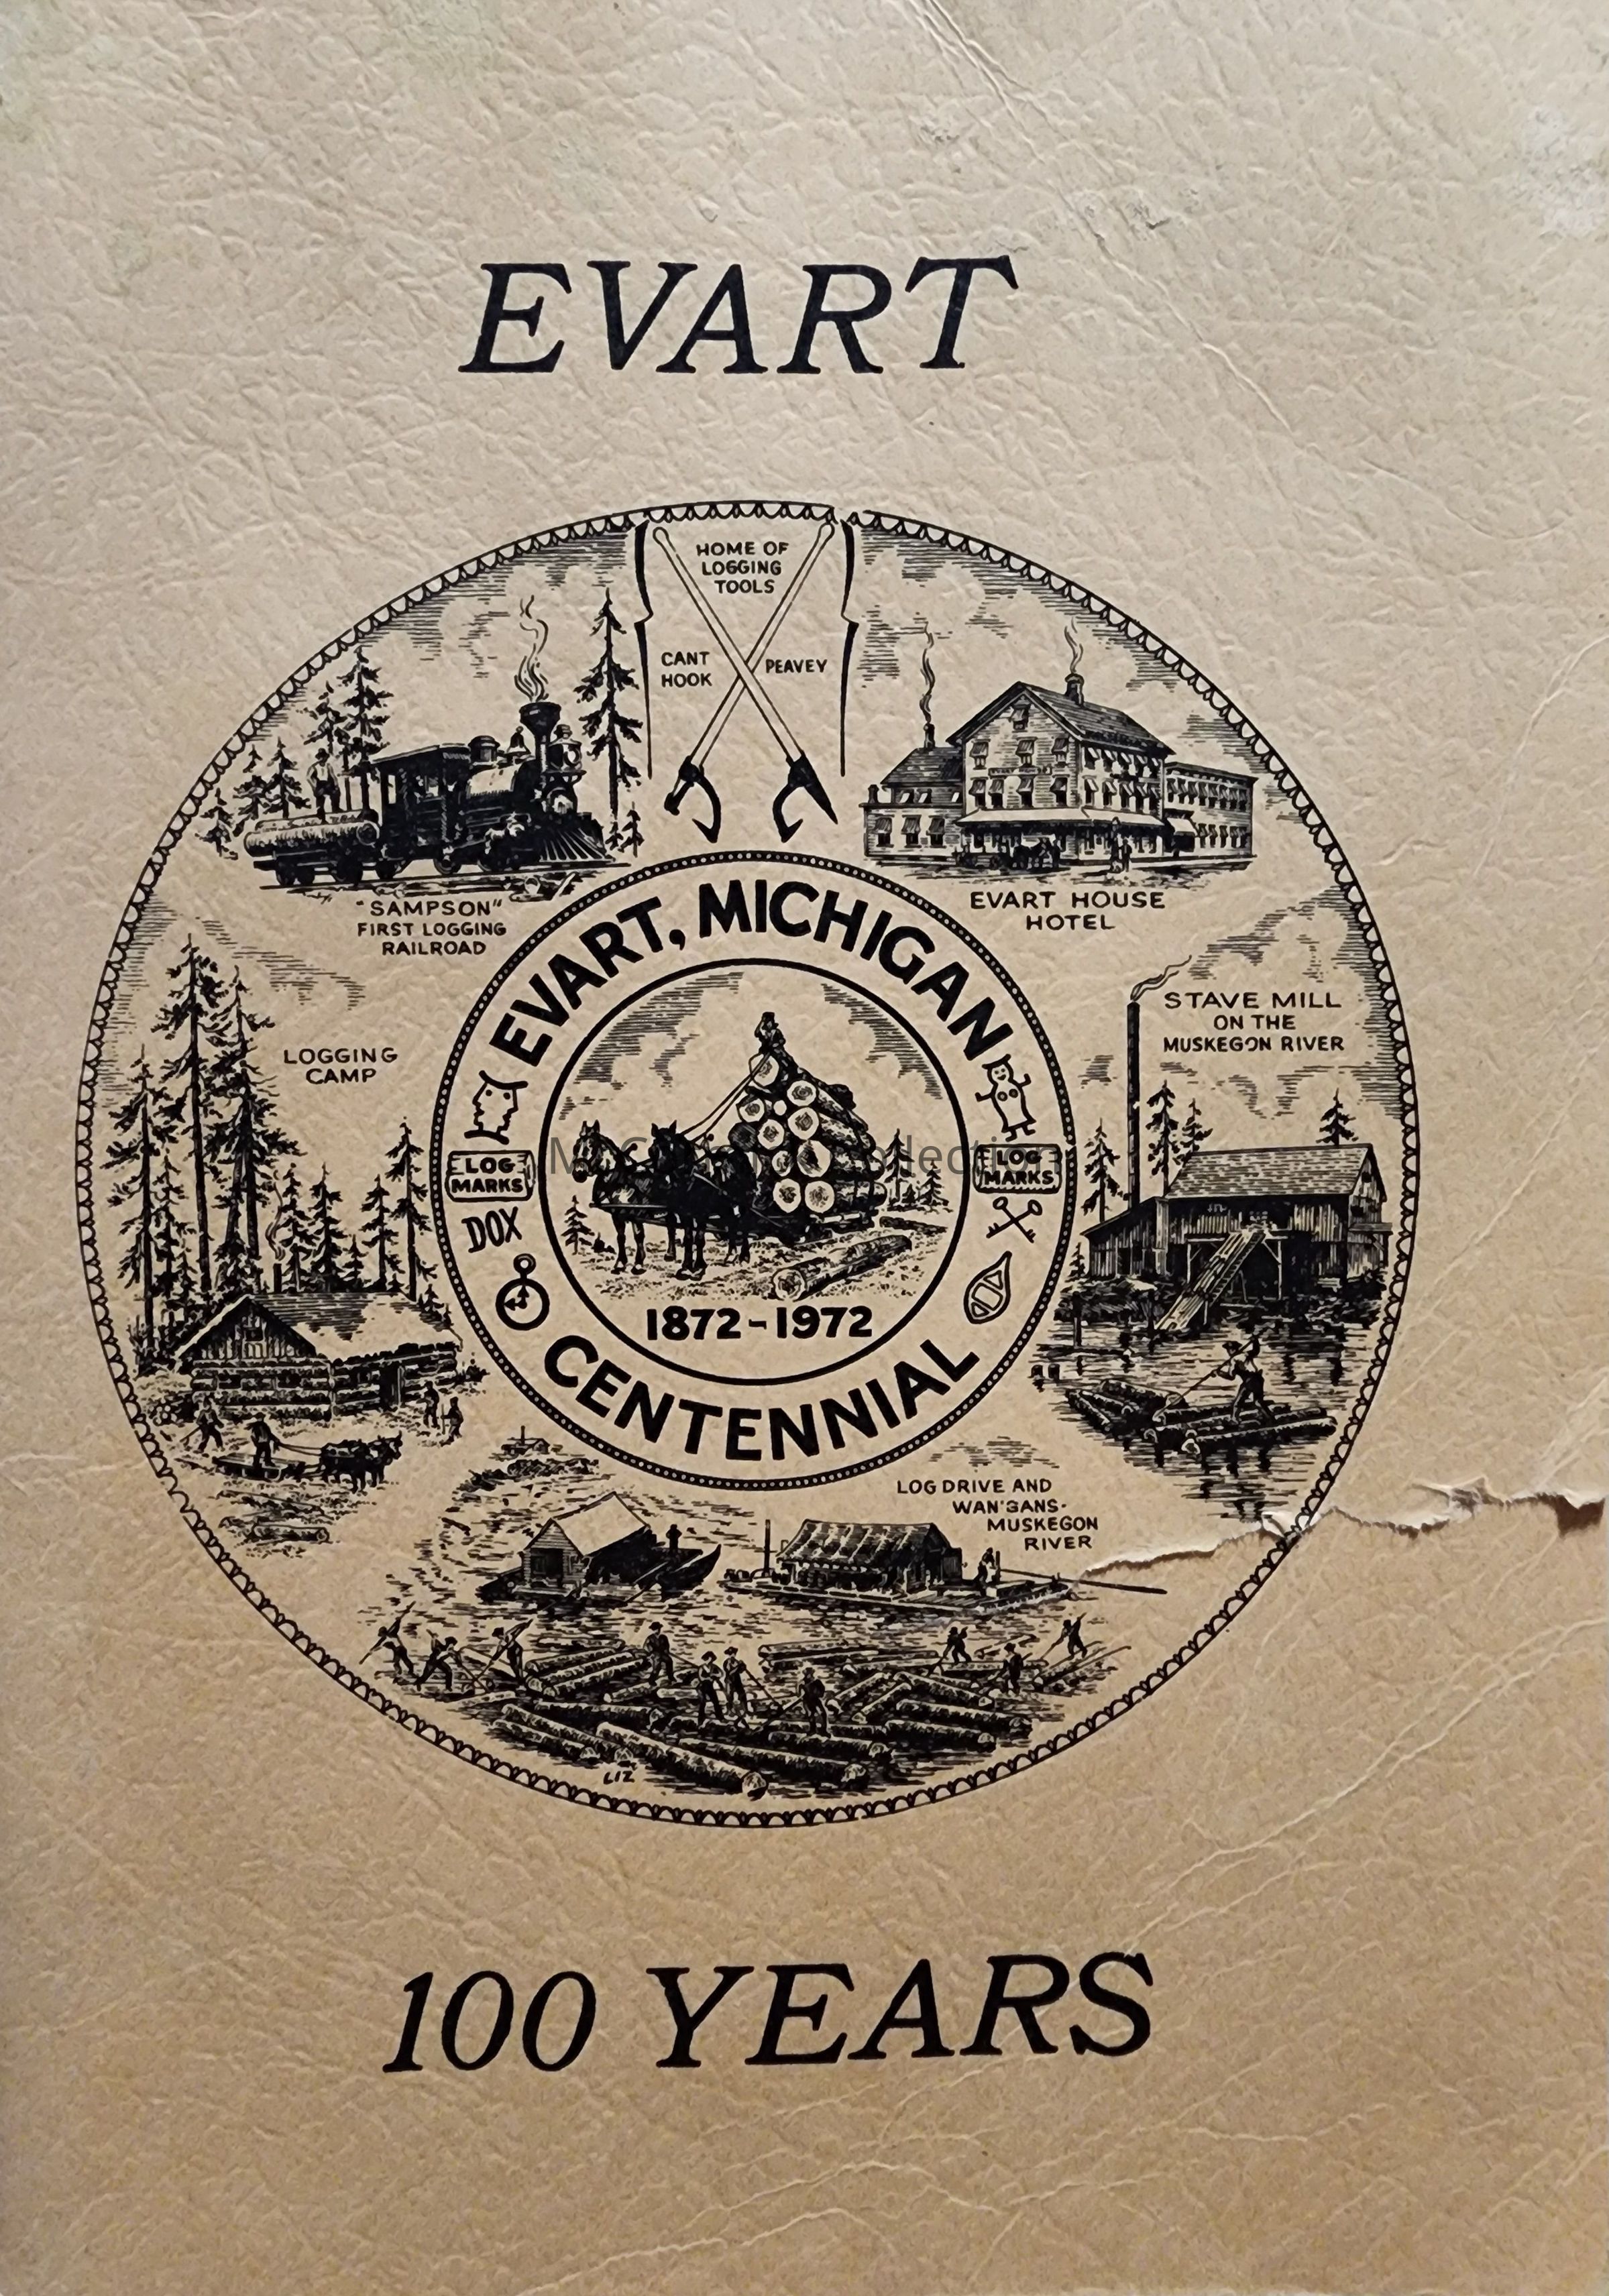 EVART
HOME OF
LOGGING
TOOLS
CANT
HOOK
PEAVEY
"SAMPSON"
FIRST LOGGING
RAILROAD
EVART HOUSE
HOTEL
EVART, MICHIGAN
LOGGING
CAMP
STAVE MILL
ON THE
MUSKEGON RIVER
LOG
MARKS
DOX
LOG
MARKS
1872-1972
CENTENNIAL
LOG DRIVE AND
WAN'GANS-
MUSKEGON
RIVER
LIZ
100 YEARS